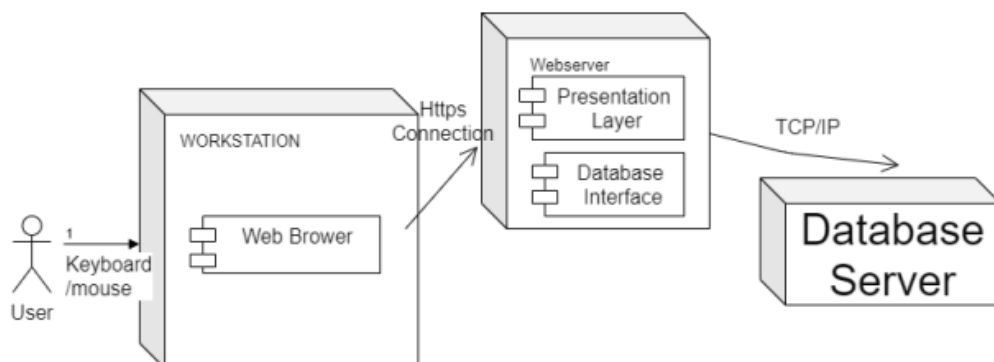 Webserver
Presentation
Layer
Database
Interface
Https
Connection
TCP/IP
WORKSTATION
Web Brower
1
Keyboard
/mouse
User
Database
Server